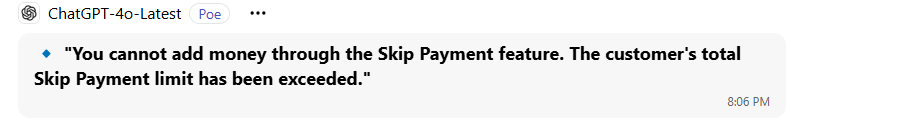 ChatGPT-4o-Latest Poe
🔹 "You cannot add money through the Skip Payment feature. The customer's total
Skip Payment limit has been exceeded."
8:06 PM